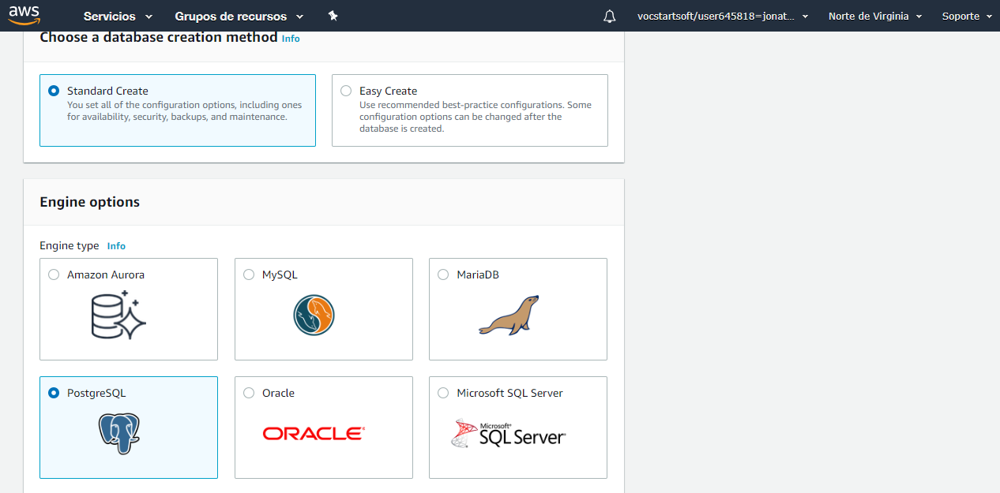 aws Servicios Grupos de recursos vocstartsoft/user645818=jonat... Norte de Virginia Soporte
Choose a database creation method Info
Standard Create
You set all of the configuration options, including ones
for availability, security, backups, and maintenance.
Easy Create
Use recommended best-practice configurations. Some
configuration options can be changed after the
database is created.
Engine options
Engine type Info
Amazon Aurora
MySQL
MariaDB
PostgreSQL
Oracle
ORACLE
Microsoft SQL Server
Microsoft®
SQL Server